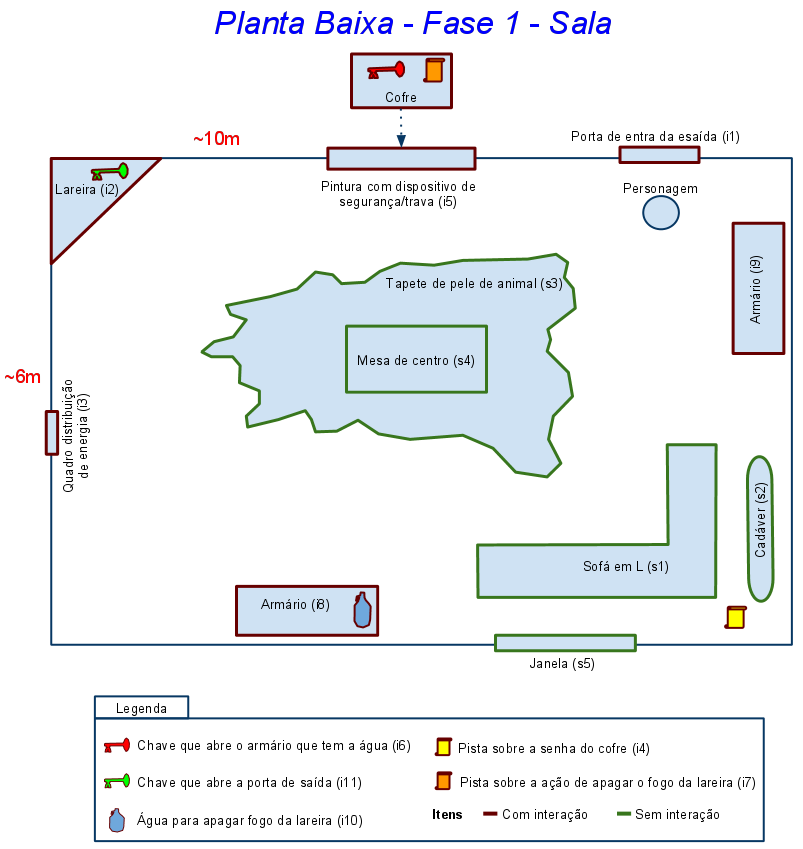 Planta Baixa - Fase 1 - Sala
Cofre
~10m
Porta de entra da esaída (i1)
Lareira (i2)
Pintura com dispositivo de
segurança/trava (i5)
Personagem
Armário (i9)
Tapete de pele de animal (s3)
Mesa de centro (s4)
~6m
Quadro distribuição
de energia (i3)
Cadáver (s2)
Sofá em L (s1)
Armário (i8)
Janela (s5)
Legenda
Chave que abre o armário que tem a água (i6)
Pista sobre a senha do cofre (i4)
Chave que abre a porta de saída (i11)
Pista sobre a ação de apagar o fogo da lareira (i7)
Água para apagar fogo da lareira (i10)
Itens
Com interação
Sem interação